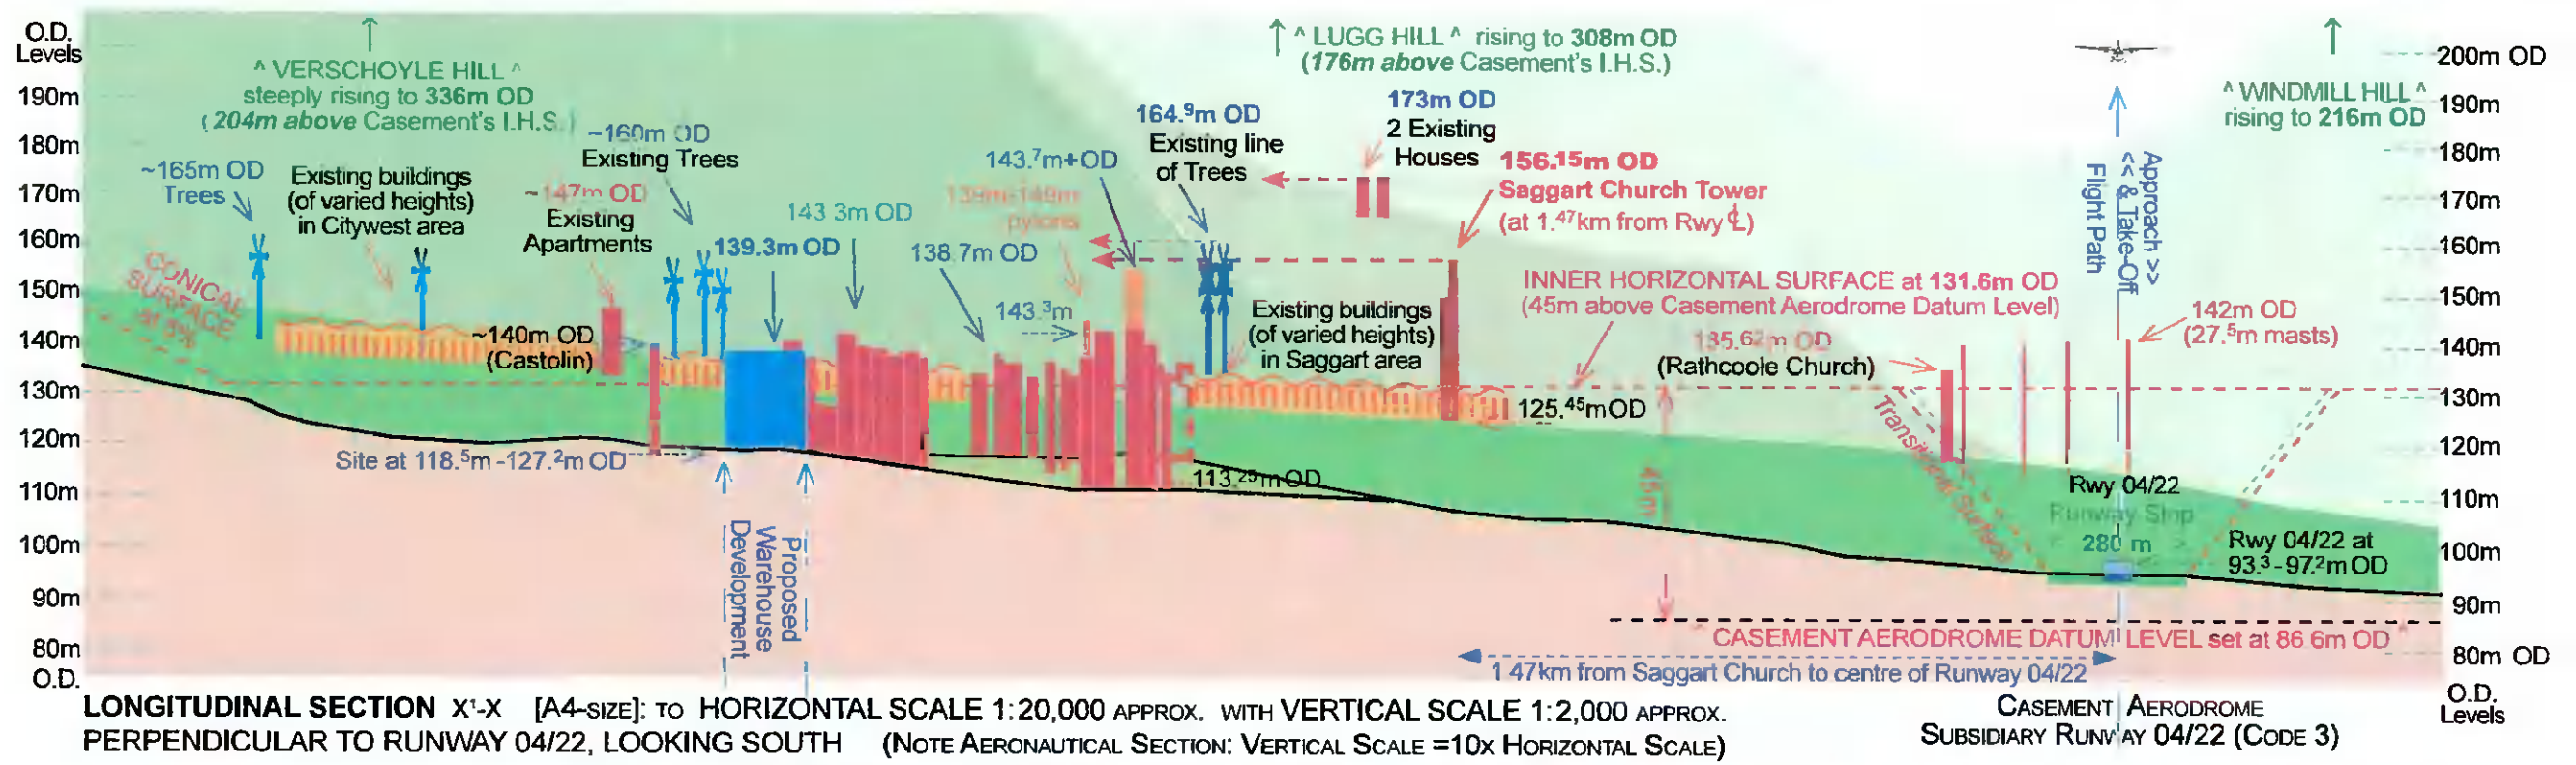 O.D.
Levels
190m
180m
170m
160m
150m
140m
130m
120m
110m
100m
90m
80m
O.D.
^ VERSCHOYLE HILL ^
steeply rising to 336m OD
(204m above Casement's I.H.S.)
~165m OD
Trees
Existing buildings
(of varied heights)
in Citywest area
CONICAL
SURFACE
at 5%
~160m OD
Existing Trees
~147m OD
Existing
Apartments
~140m OD
(Castolin)
139.3m OD
143 3m OD
138.7m OD
139m-149m
pylons
143.3m
143.7m+OD
164.9m OD
Existing line
of Trees
^ LUGG HILL ^ rising to 308m OD
(176m above Casement's I.H.S.)
173m OD
2 Existing
Houses
156.15m OD
Saggart Church Tower
(at 1.47km from Rwy ℄)
Existing buildings
(of varied heights)
in Saggart area
INNER HORIZONTAL SURFACE at 131.6m OD
(45m above Casement Aerodrome Datum Level)
135.62m OD
(Rathcoole Church)
125.45mOD
113.25mOD
Site at 118.5m-127.2m OD
Proposed
Warehouse
Development
45m
Transitional Surface
Approach >>
<< & Take-Off
Flight Path
142m OD
(27.5m masts)
^ WINDMILL HILL ^
rising to 216m OD
Rwy 04/22
Runway Strip
280 m
Rwy 04/22 at
93.3-97.2m OD
CASEMENT AERODROME DATUM LEVEL set at 86.6m OD
1 47km from Saggart Church to centre of Runway 04/22
200m OD
190m
180m
170m
160m
150m
140m
130m
120m
110m
100m
90m
80m OD
O.D.
Levels
LONGITUDINAL SECTION X'-X [A4-SIZE]: TO HORIZONTAL SCALE 1:20,000 APPROX. WITH VERTICAL SCALE 1:2,000 APPROX.
PERPENDICULAR TO RUNWAY 04/22, LOOKING SOUTH (NOTE AERONAUTICAL SECTION: VERTICAL SCALE =10X HORIZONTAL SCALE)
CASEMENT AERODROME
SUBSIDIARY RUNWAY 04/22 (CODE 3)